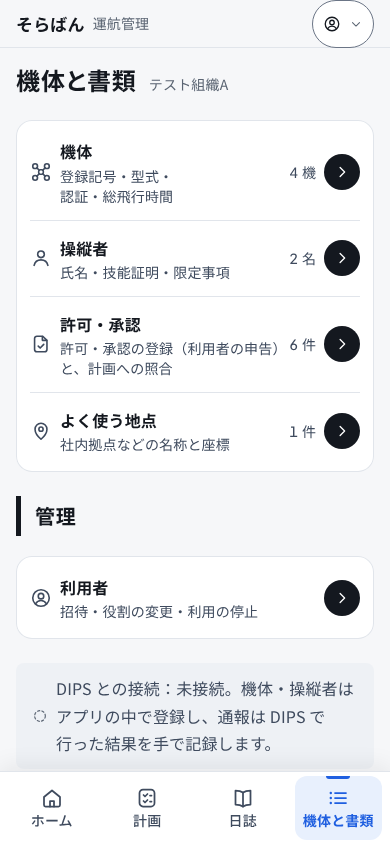 そらばん 運航管理
機体と書類 テスト組織A
機体
登録記号・型式・
認証・総飛行時間
4 機
操縦者
氏名・技能証明・限定事項
2 名
許可・承認
許可・承認の登録（利用者の申告）
と、計画への照合
6 件
よく使う地点
社内拠点などの名称と座標
1 件
管理
利用者
招待・役割の変更・利用の停止
DIPS との接続：未接続。機体・操縦者は
アプリの中で登録し、通報は DIPS で
行った結果を手で記録します。
ホーム 計画 日誌 機体と書類